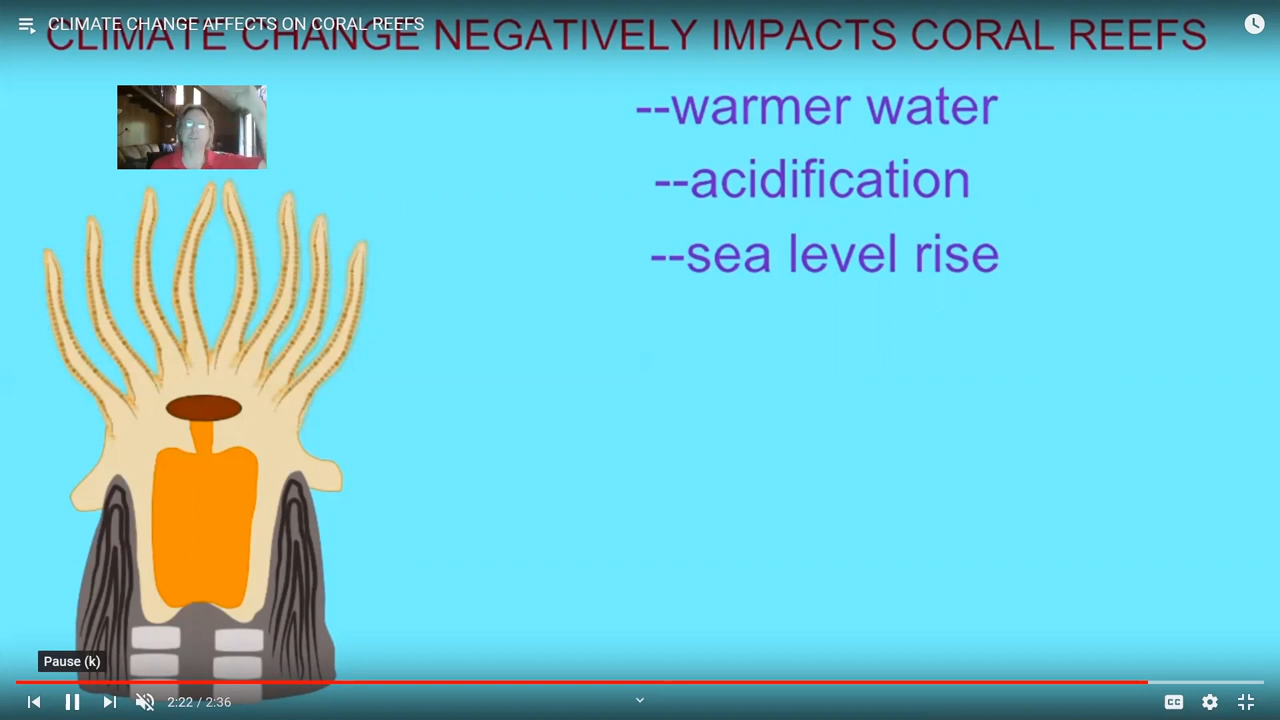 CLIMATE CHANGE AFFECTS ON CORAL REEFS
CLIMATE CHANGE NEGATIVELY IMPACTS CORAL REEFS
--warmer water
--acidification
--sea level rise
Pause (k)
2:22 / 2:36
CC